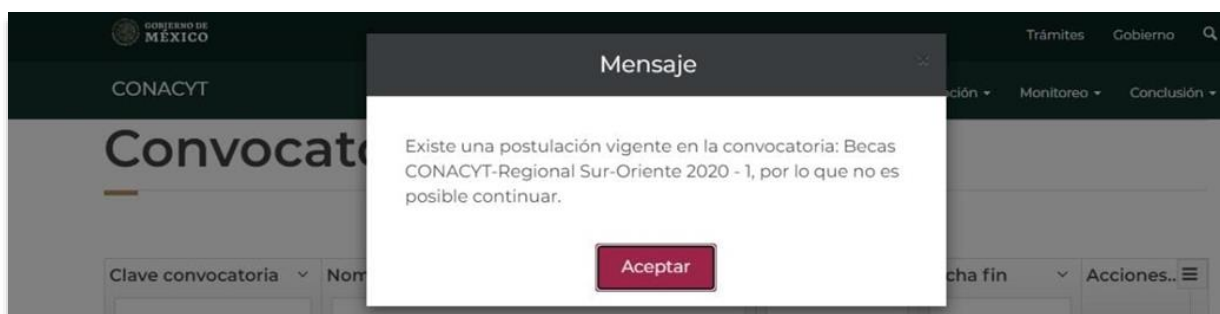 GOBIERNO DE
MÉXICO
Trámites Gobierno
CONACYT
Mensaje
ción Monitoreo Conclusión
Convocato
Existe una postulación vigente en la convocatoria: Becas
CONACYT-Regional Sur-Oriente 2020 - 1, por lo que no es
posible continuar.
Aceptar
Clave convocatoria Nom cha fin Acciones..